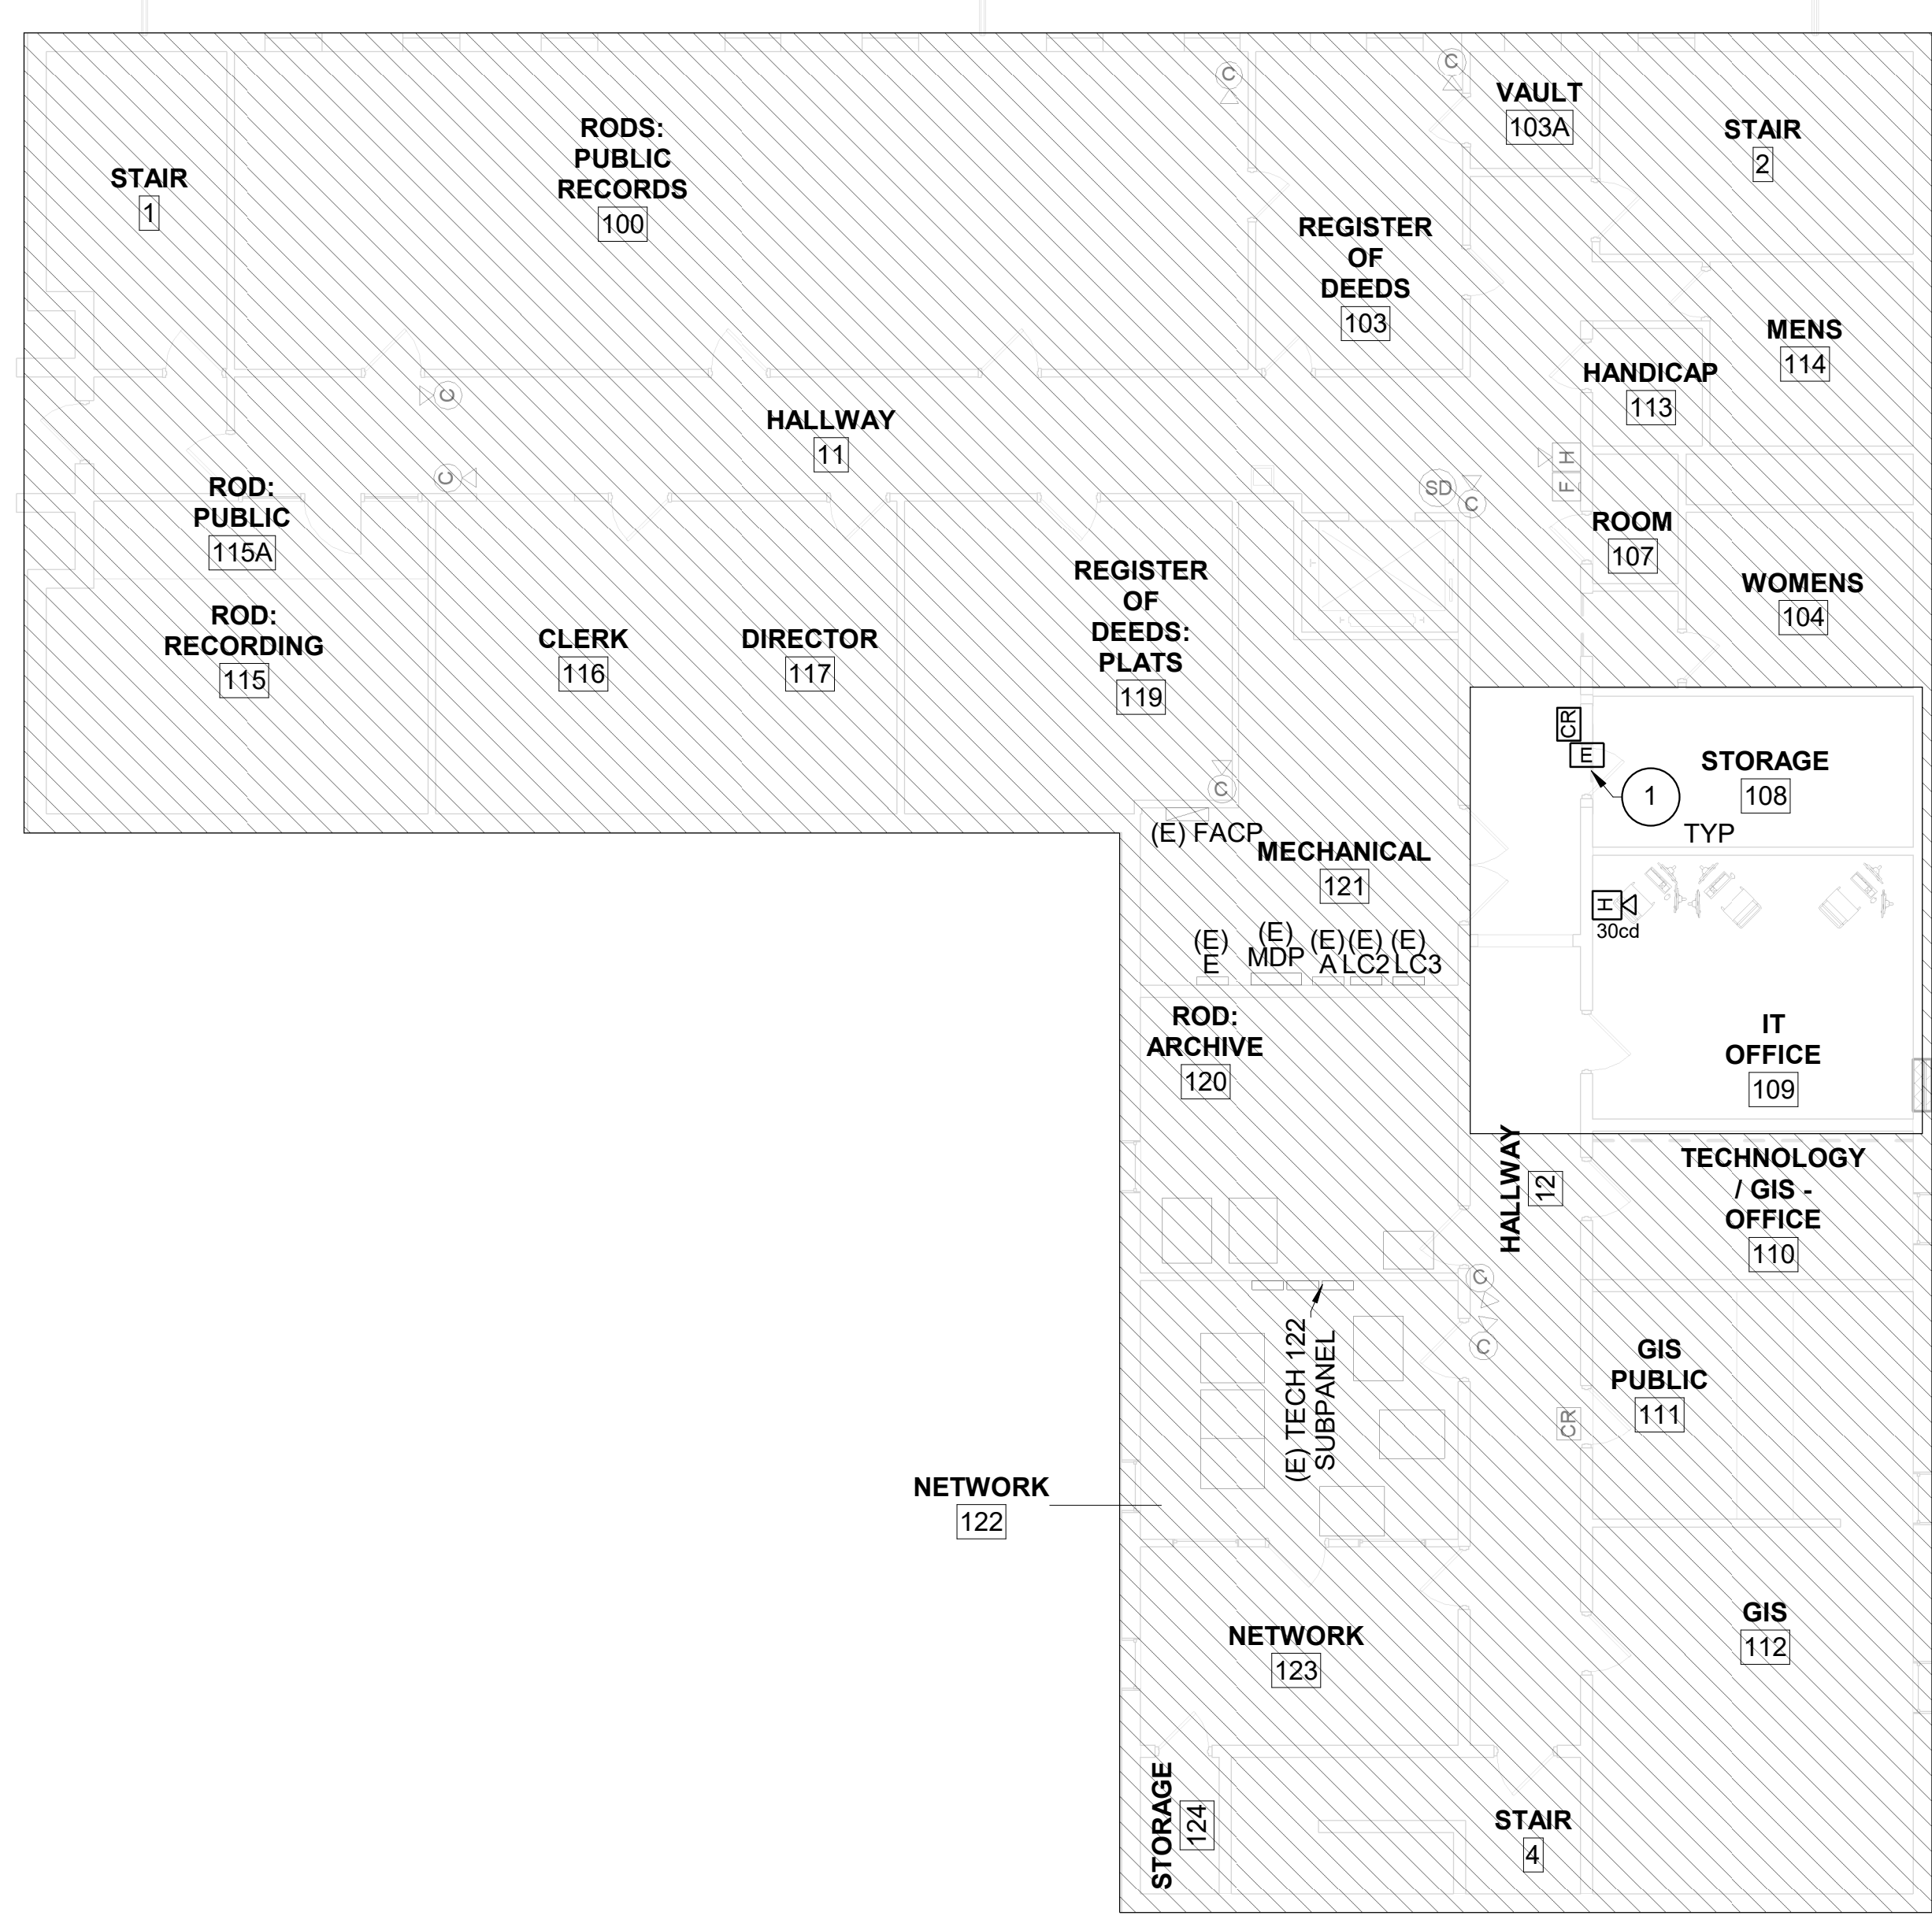 C
C
VAULT
103A
STAIR
2
RODS:
PUBLIC
RECORDS
100
STAIR
1
REGISTER
OF
DEEDS
103
MENS
114
HANDICAP
113
C
HALLWAY
11
C
SD
C
H
F
ROD:
PUBLIC
115A
ROOM
107
REGISTER
OF
DEEDS:
PLATS
119
WOMENS
104
ROD:
RECORDING
115
CLERK
116
DIRECTOR
117
CR
E
STORAGE
108
1
TYP
C
(E) FACP
MECHANICAL
121
H
30cd
(E)
E
(E)
MDP
(E)
A
(E)
LC2
(E)
LC3
ROD:
ARCHIVE
120
IT
OFFICE
109
HALLWAY
12
TECHNOLOGY
/ GIS -
OFFICE
110
C
C
(E) TECH 122
SUBPANEL
GIS
PUBLIC
111
CR
NETWORK
122
NETWORK
123
GIS
112
STORAGE
124
STAIR
4